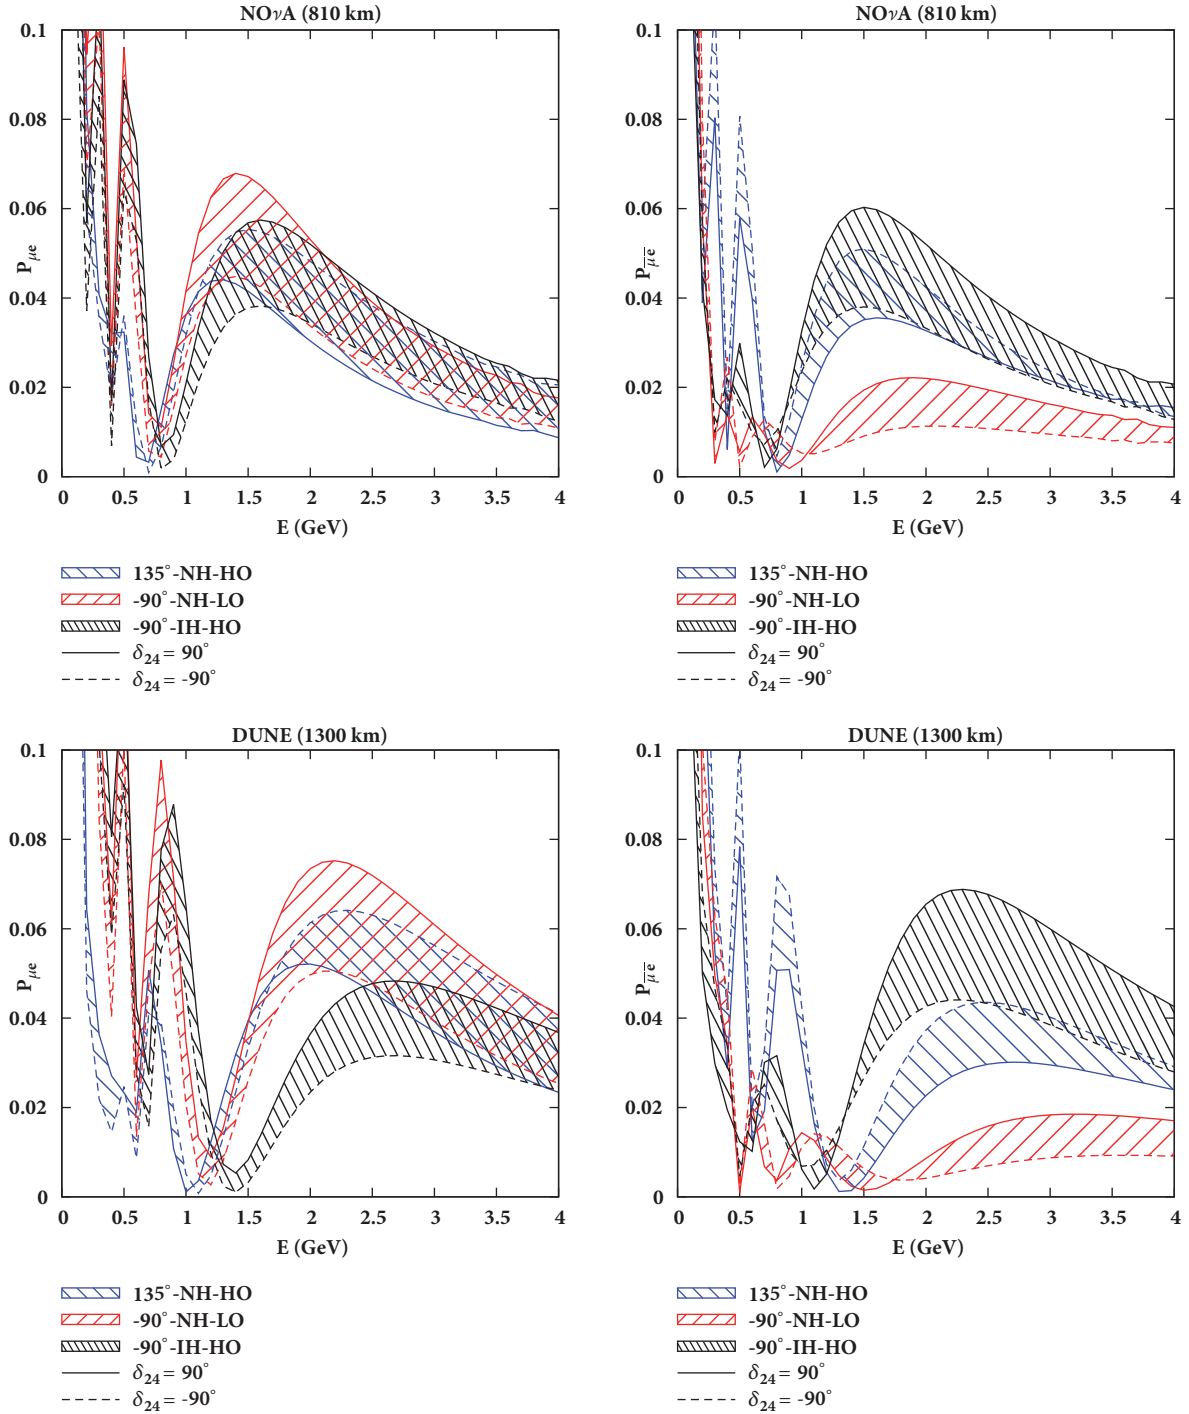 NOνA (810 km)
0.1
0.08
0.06
0.04
0.02
0
P_μe
0 0.5 1 1.5 2 2.5 3 3.5 4
E (GeV)
135°-NH-HO
-90°-NH-LO
-90°-IH-HO
δ24 = 90°
δ24 = -90°
NOνA (810 km)
0.1
0.08
0.06
0.04
0.02
0
P_μ̅e̅
0 0.5 1 1.5 2 2.5 3 3.5 4
E (GeV)
135°-NH-HO
-90°-NH-LO
-90°-IH-HO
δ24 = 90°
δ24 = -90°
DUNE (1300 km)
0.1
0.08
0.06
0.04
0.02
0
P_μe
0 0.5 1 1.5 2 2.5 3 3.5 4
E (GeV)
135°-NH-HO
-90°-NH-LO
-90°-IH-HO
δ24 = 90°
δ24 = -90°
DUNE (1300 km)
0.1
0.08
0.06
0.04
0.02
0
P_μ̅e̅
0 0.5 1 1.5 2 2.5 3 3.5 4
E (GeV)
135°-NH-HO
-90°-NH-LO
-90°-IH-HO
δ24 = 90°
δ24 = -90°